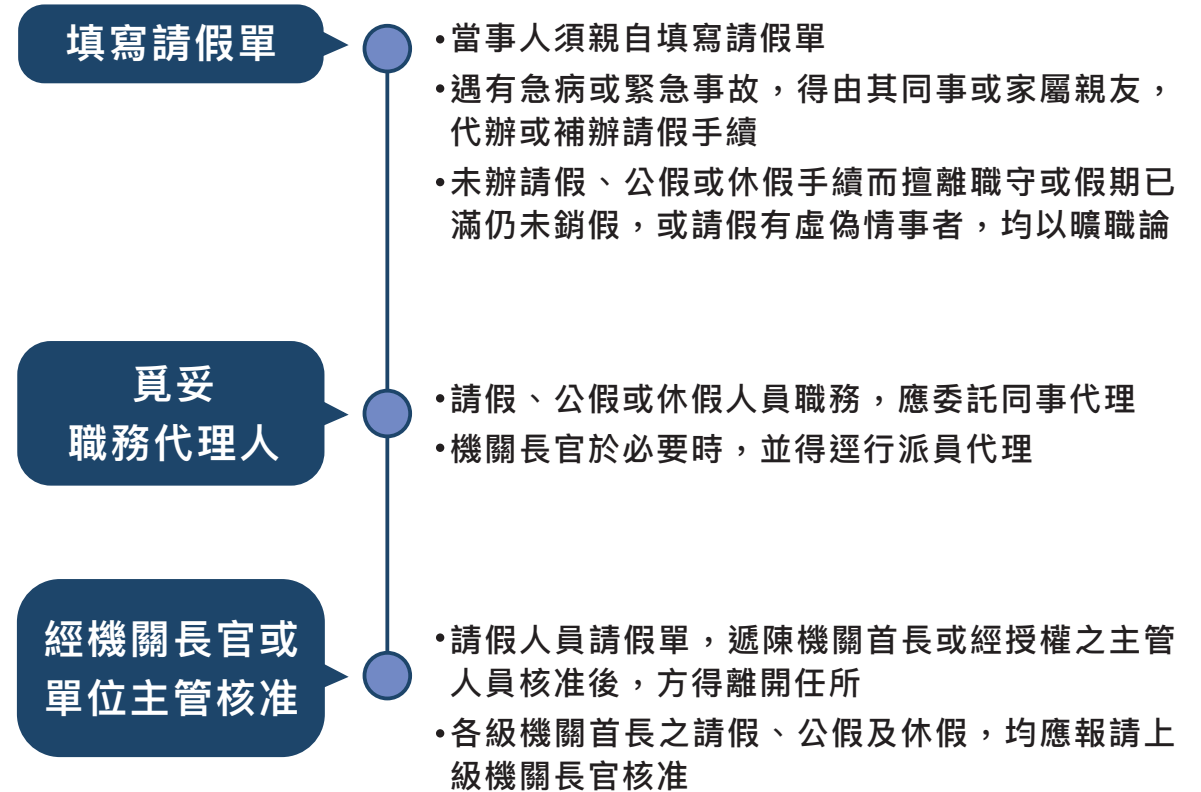 填寫請假單
•當事人須親自填寫請假單
•遇有急病或緊急事故，得由其同事或家屬親友，
代辦或補辦請假手續
•未辦請假、公假或休假手續而擅離職守或假期已
滿仍未銷假，或請假有虛偽情事者，均以曠職論
覓妥
職務代理人
•請假、公假或休假人員職務，應委託同事代理
•機關長官於必要時，並得逕行派員代理
經機關長官或
單位主管核准
•請假人員請假單，遞陳機關首長或經授權之主管
人員核准後，方得離開任所
•各級機關首長之請假、公假及休假，均應報請上
級機關長官核准